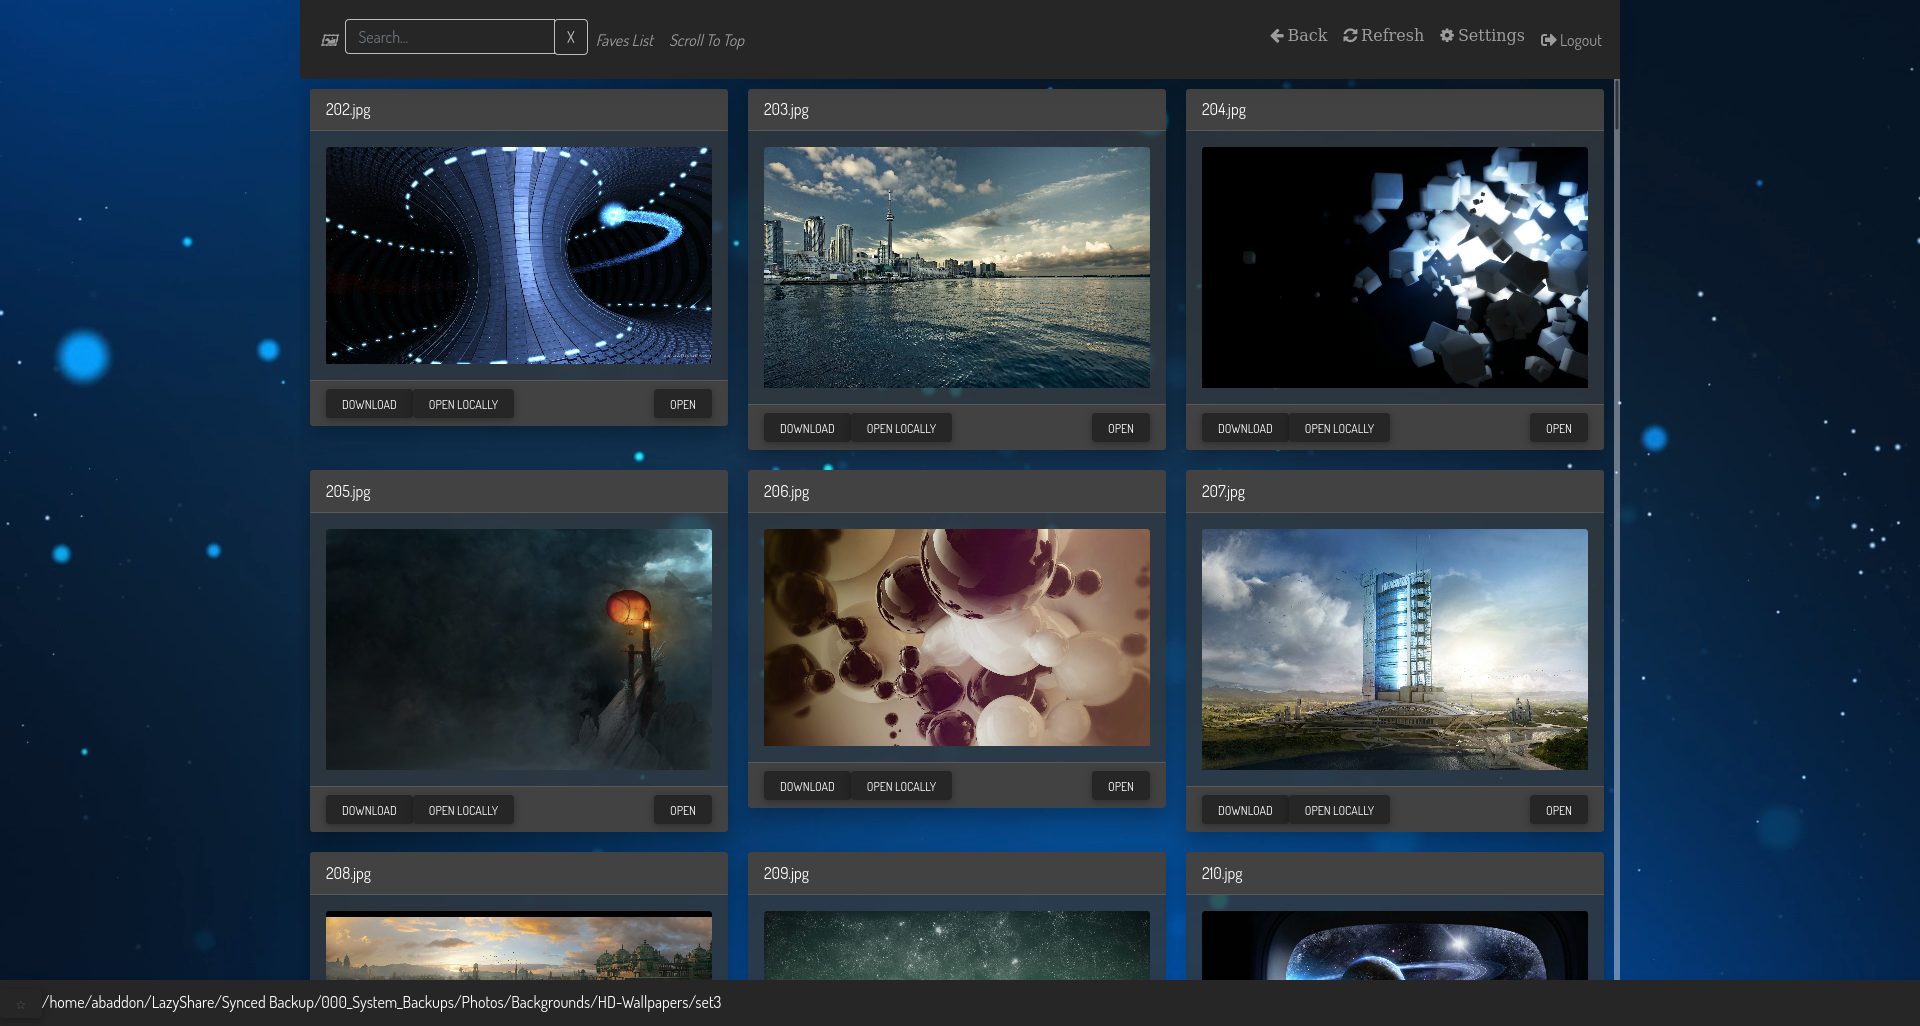 Search... X Faves List Scroll To Top Back Refresh Settings Logout
202.jpg
203.jpg
204.jpg
DOWNLOAD OPEN LOCALLY OPEN
DOWNLOAD OPEN LOCALLY OPEN
DOWNLOAD OPEN LOCALLY OPEN
205.jpg
206.jpg
207.jpg
DOWNLOAD OPEN LOCALLY OPEN
DOWNLOAD OPEN LOCALLY OPEN
DOWNLOAD OPEN LOCALLY OPEN
208.jpg
209.jpg
210.jpg
/home/abaddon/LazyShare/Synced Backup/000_System_Backups/Photos/Backgrounds/HD-Wallpapers/set3